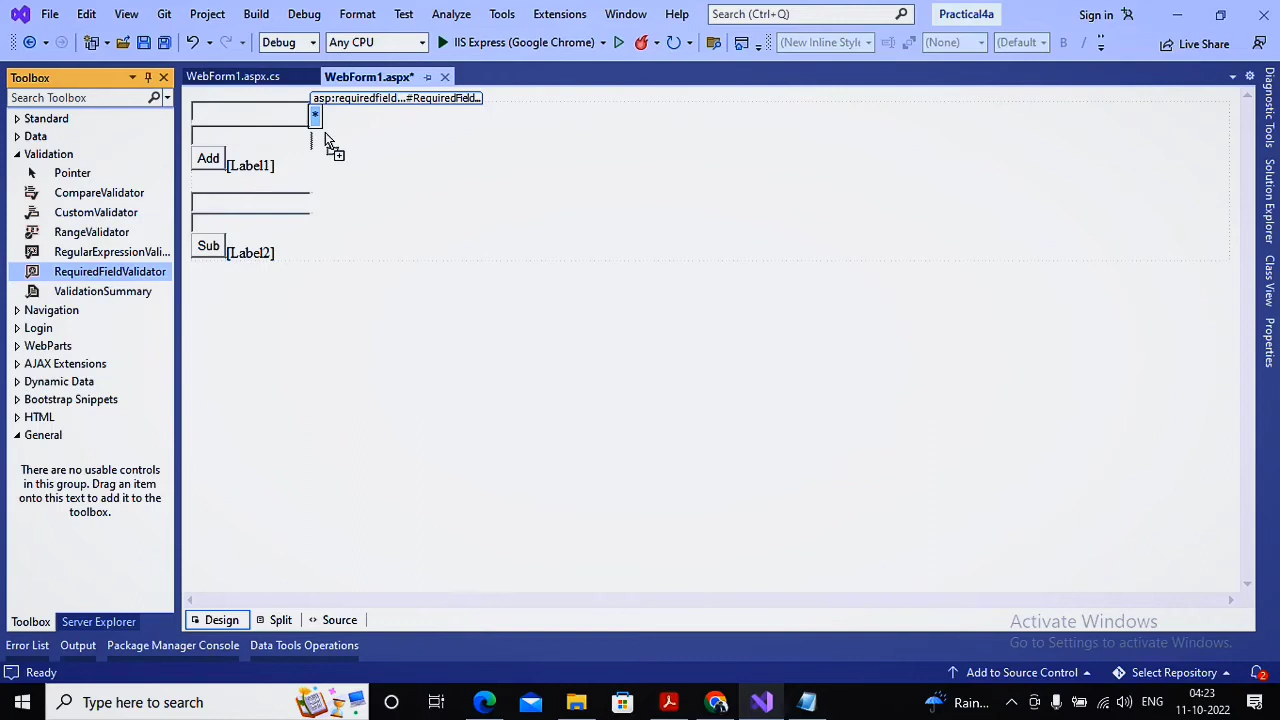 File Edit View Git Project Build Debug Format Test Analyze Tools Extensions Window Help Search (Ctrl+Q) Practical4a Sign in
Debug Any CPU IIS Express (Google Chrome) (New Inline Style (None) (Default) B Live Share
Toolbox
WebForm1.aspx.cs WebForm1.aspx*
Search Toolbox
asp:requiredfield...#RequiredField...
*
Standard
Data
Validation
Pointer
CompareValidator
CustomValidator
RangeValidator
RegularExpressionVali...
RequiredFieldValidator
ValidationSummary
Navigation
Login
WebParts
AJAX Extensions
Dynamic Data
Bootstrap Snippets
HTML
General
There are no usable controls
in this group. Drag an item
onto this text to add it to the
toolbox.
Add [Label1]
Sub [Label2]
Diagnostic Tools
Solution Explorer
Class View
Properties
Toolbox Server Explorer
Design Split Source
Activate Windows
Go to Settings to activate Windows.
Error List Output Package Manager Console Data Tools Operations
Ready Add to Source Control Select Repository 2
Type here to search Rain... ENG 04:23
11-10-2022